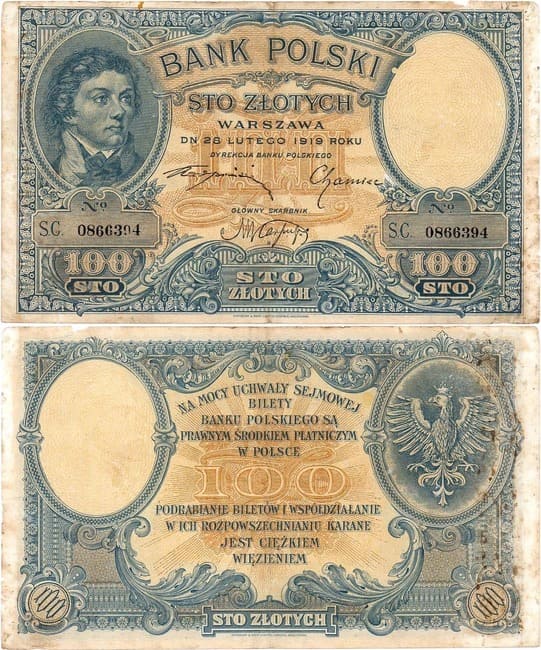 BANK POLSKI
STO ZŁOTYCH
WARSZAWA
DN 28 LUTEGO 1919 ROKU
DYREKCJA BANKU POLSKIEGO
GŁÓWNY SKARBNIK
No
S.C. 0866394
No
S.C. 0866394
100
STO
STO
ZŁOTYCH
100
STO
NA MOCY UCHWAŁY SEJMOWEJ
BILETY
BANKU POLSKIEGO SĄ
PRAWNYM ŚRODKIEM PŁATNICZYM
W POLSCE
100
PODRABIANIE BILETÓW I WSPÓŁDZIAŁANIE
W ICH ROZPOWSZECHNIANIU KARANE
JEST CIĘŻKIEM
WIĘZIENIEM
100
STO ZŁOTYCH
100